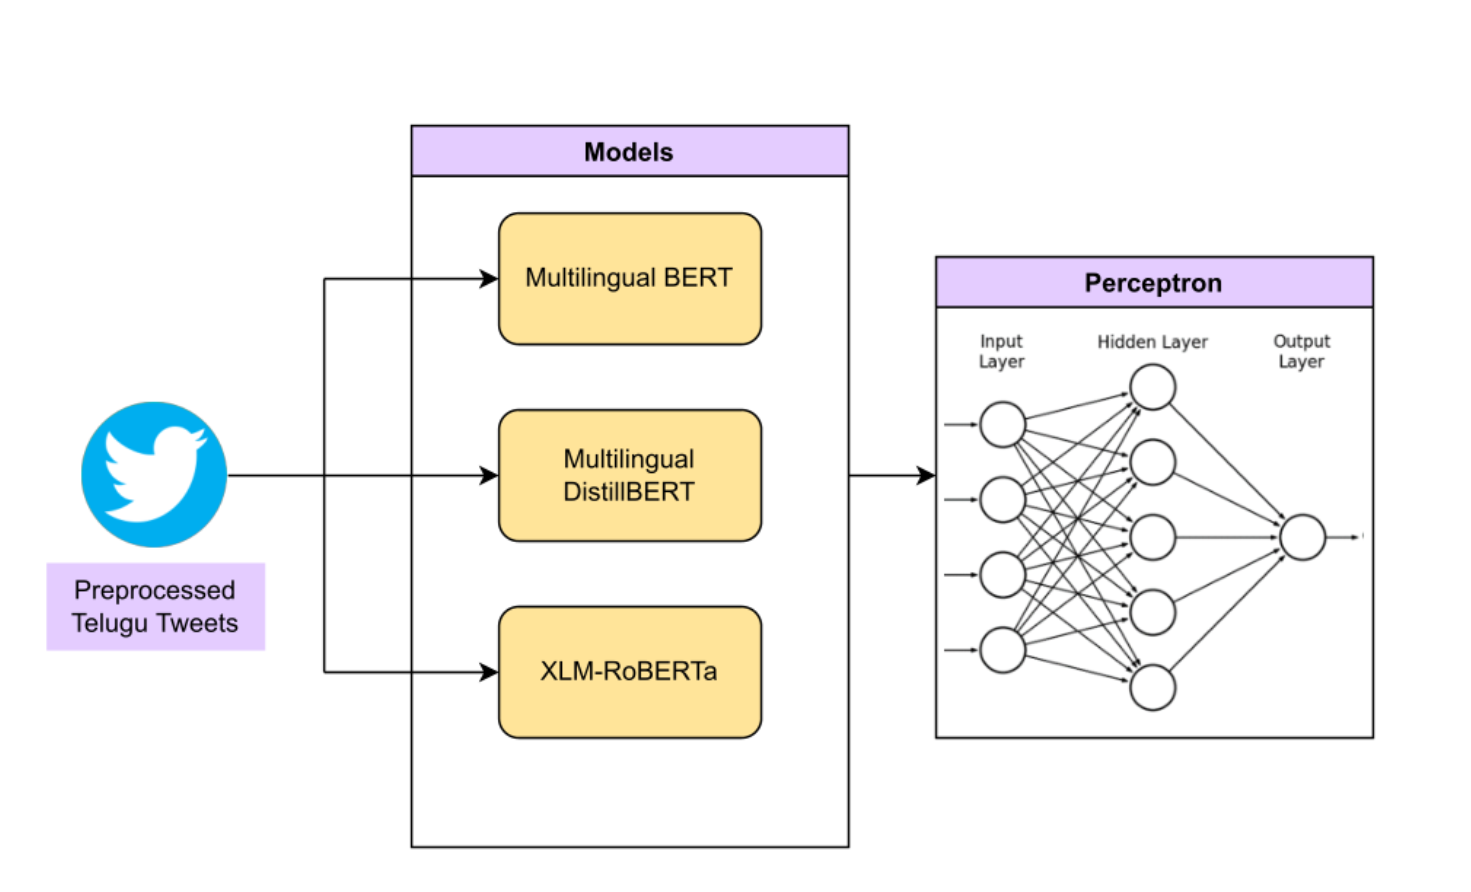 Models
Multilingual BERT
Multilingual
DistillBERT
XLM-RoBERTa
Preprocessed
Telugu Tweets
Perceptron
Input
Layer
Hidden Layer
Output
Layer